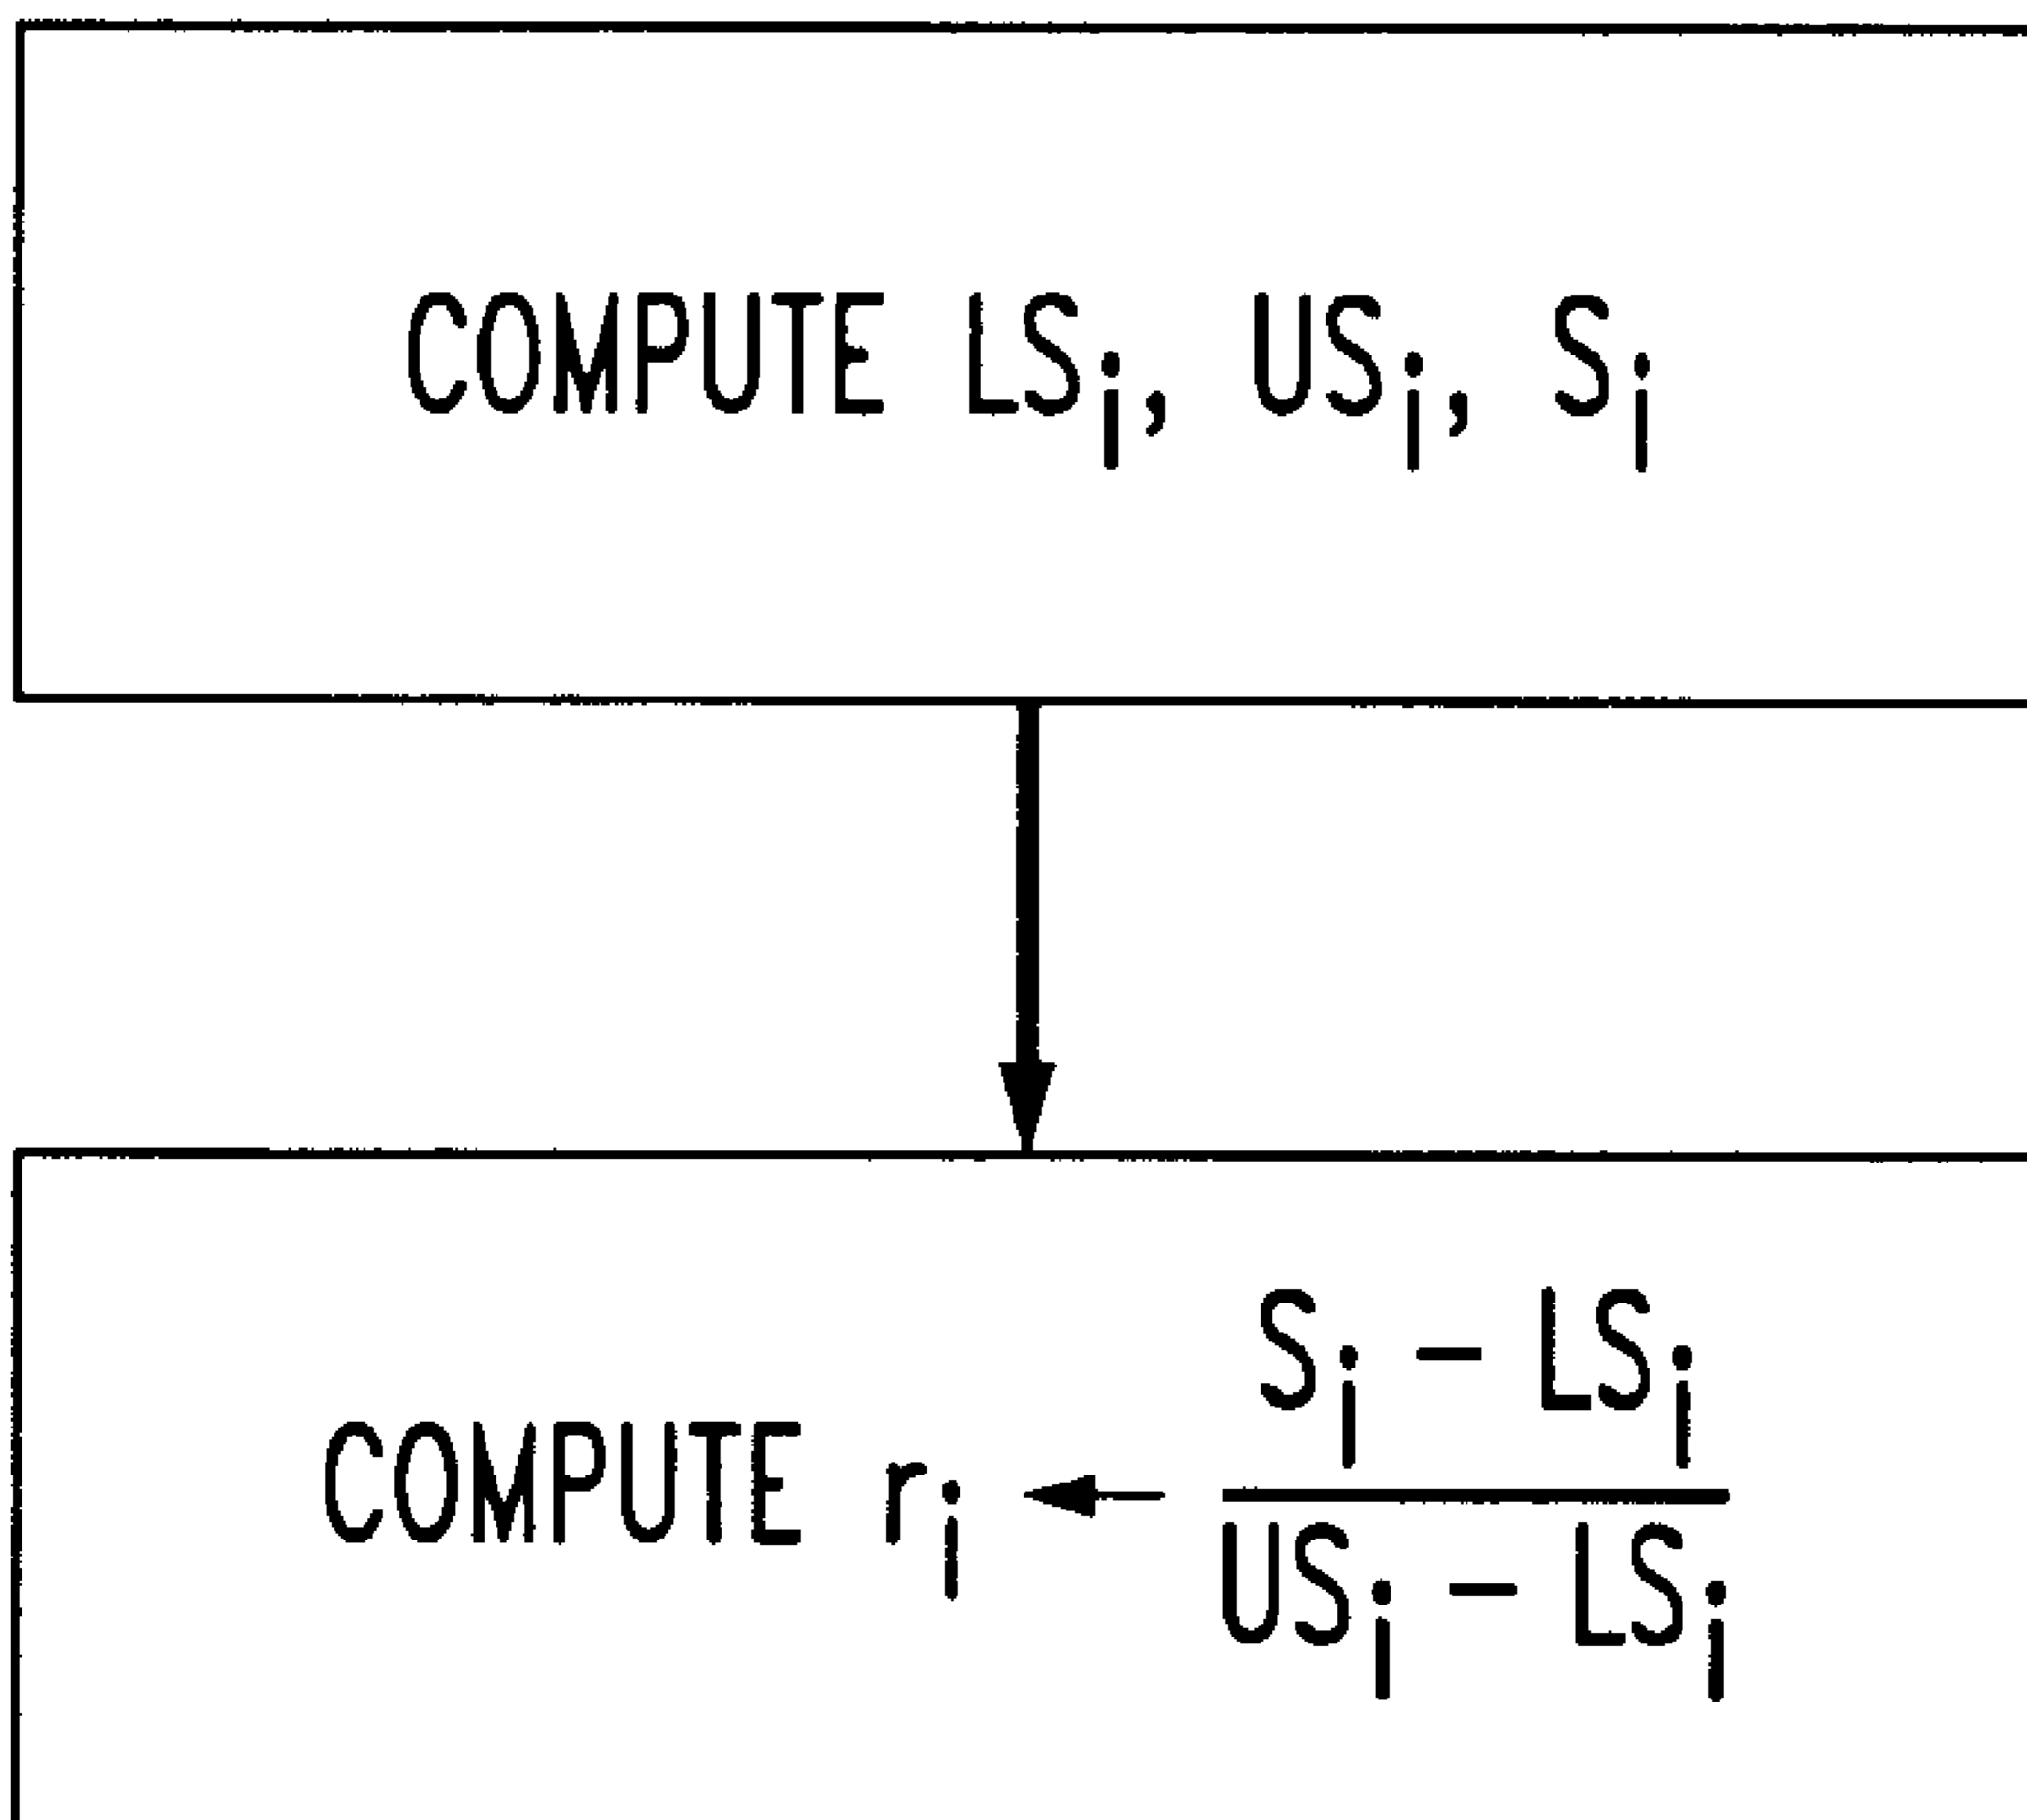 COMPUTE LSᵢ, USᵢ, Sᵢ
Sᵢ - LSᵢ
COMPUTE rᵢ ←
USᵢ - LSᵢ